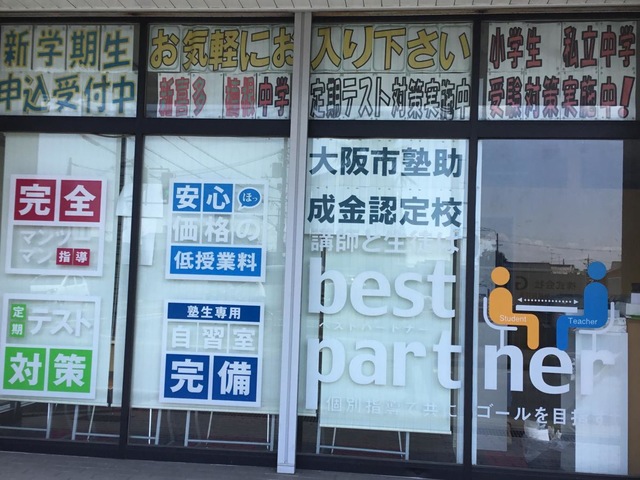 新学期生
申込受付中
お気軽にお入り下さい
新喜多 楠根中学 定期テスト対策実施中
小学生 私立中学
受験対策実施中!
完全
マンツー
マン指導
安心ほっ
価格の
低授業料
定期テスト
対策
塾生専用
自習室
完備
大阪市塾助
成金認定校
講師と生徒は
best
partner
Student
Teacher
個別指導で共にゴールを目指